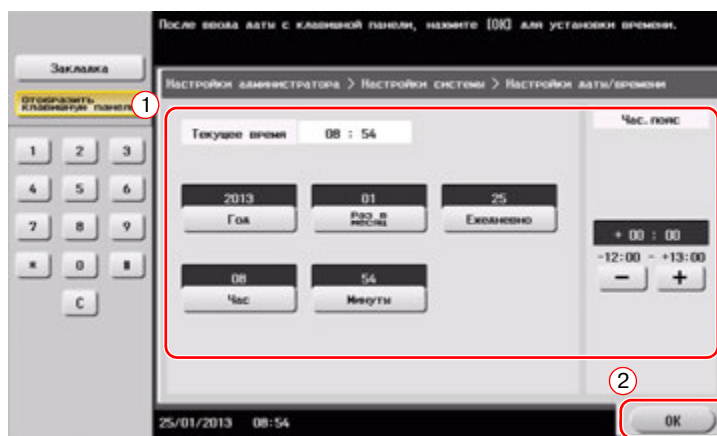 После ввода даты с клавишной панели, нажмите [OK] для установки времени.
Закладка
Настройки администратора > Настройки системы > Настройки даты/времени
Отобразить
клавишную панель
1
Час. пояс
Текущее время 08 : 54
1 2 3
4 5 6
7 8 9
* 0 #
C
2013 01 25
Год Раз в месяц Ежедневно
+ 00 : 00
-12:00 - +13:00
− +
08 54
Час Минуты
2
25/01/2013 08:54
OK